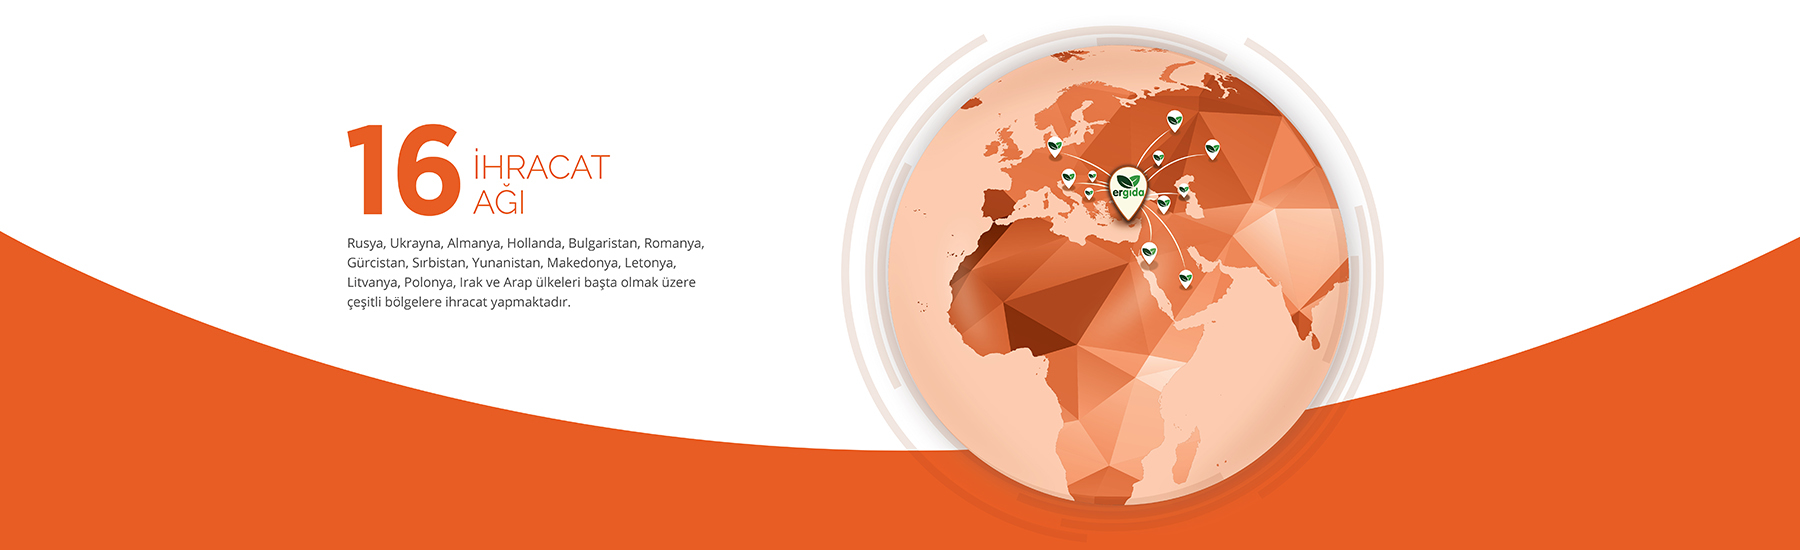 16 İHRACAT
AĞI
Rusya, Ukrayna, Almanya, Hollanda, Bulgaristan, Romanya,
Gürcistan, Sırbistan, Yunanistan, Makedonya, Letonya,
Litvanya, Polonya, Irak ve Arap ülkeleri başta olmak üzere
çeşitli bölgelere ihracat yapmaktadır.
ergıda